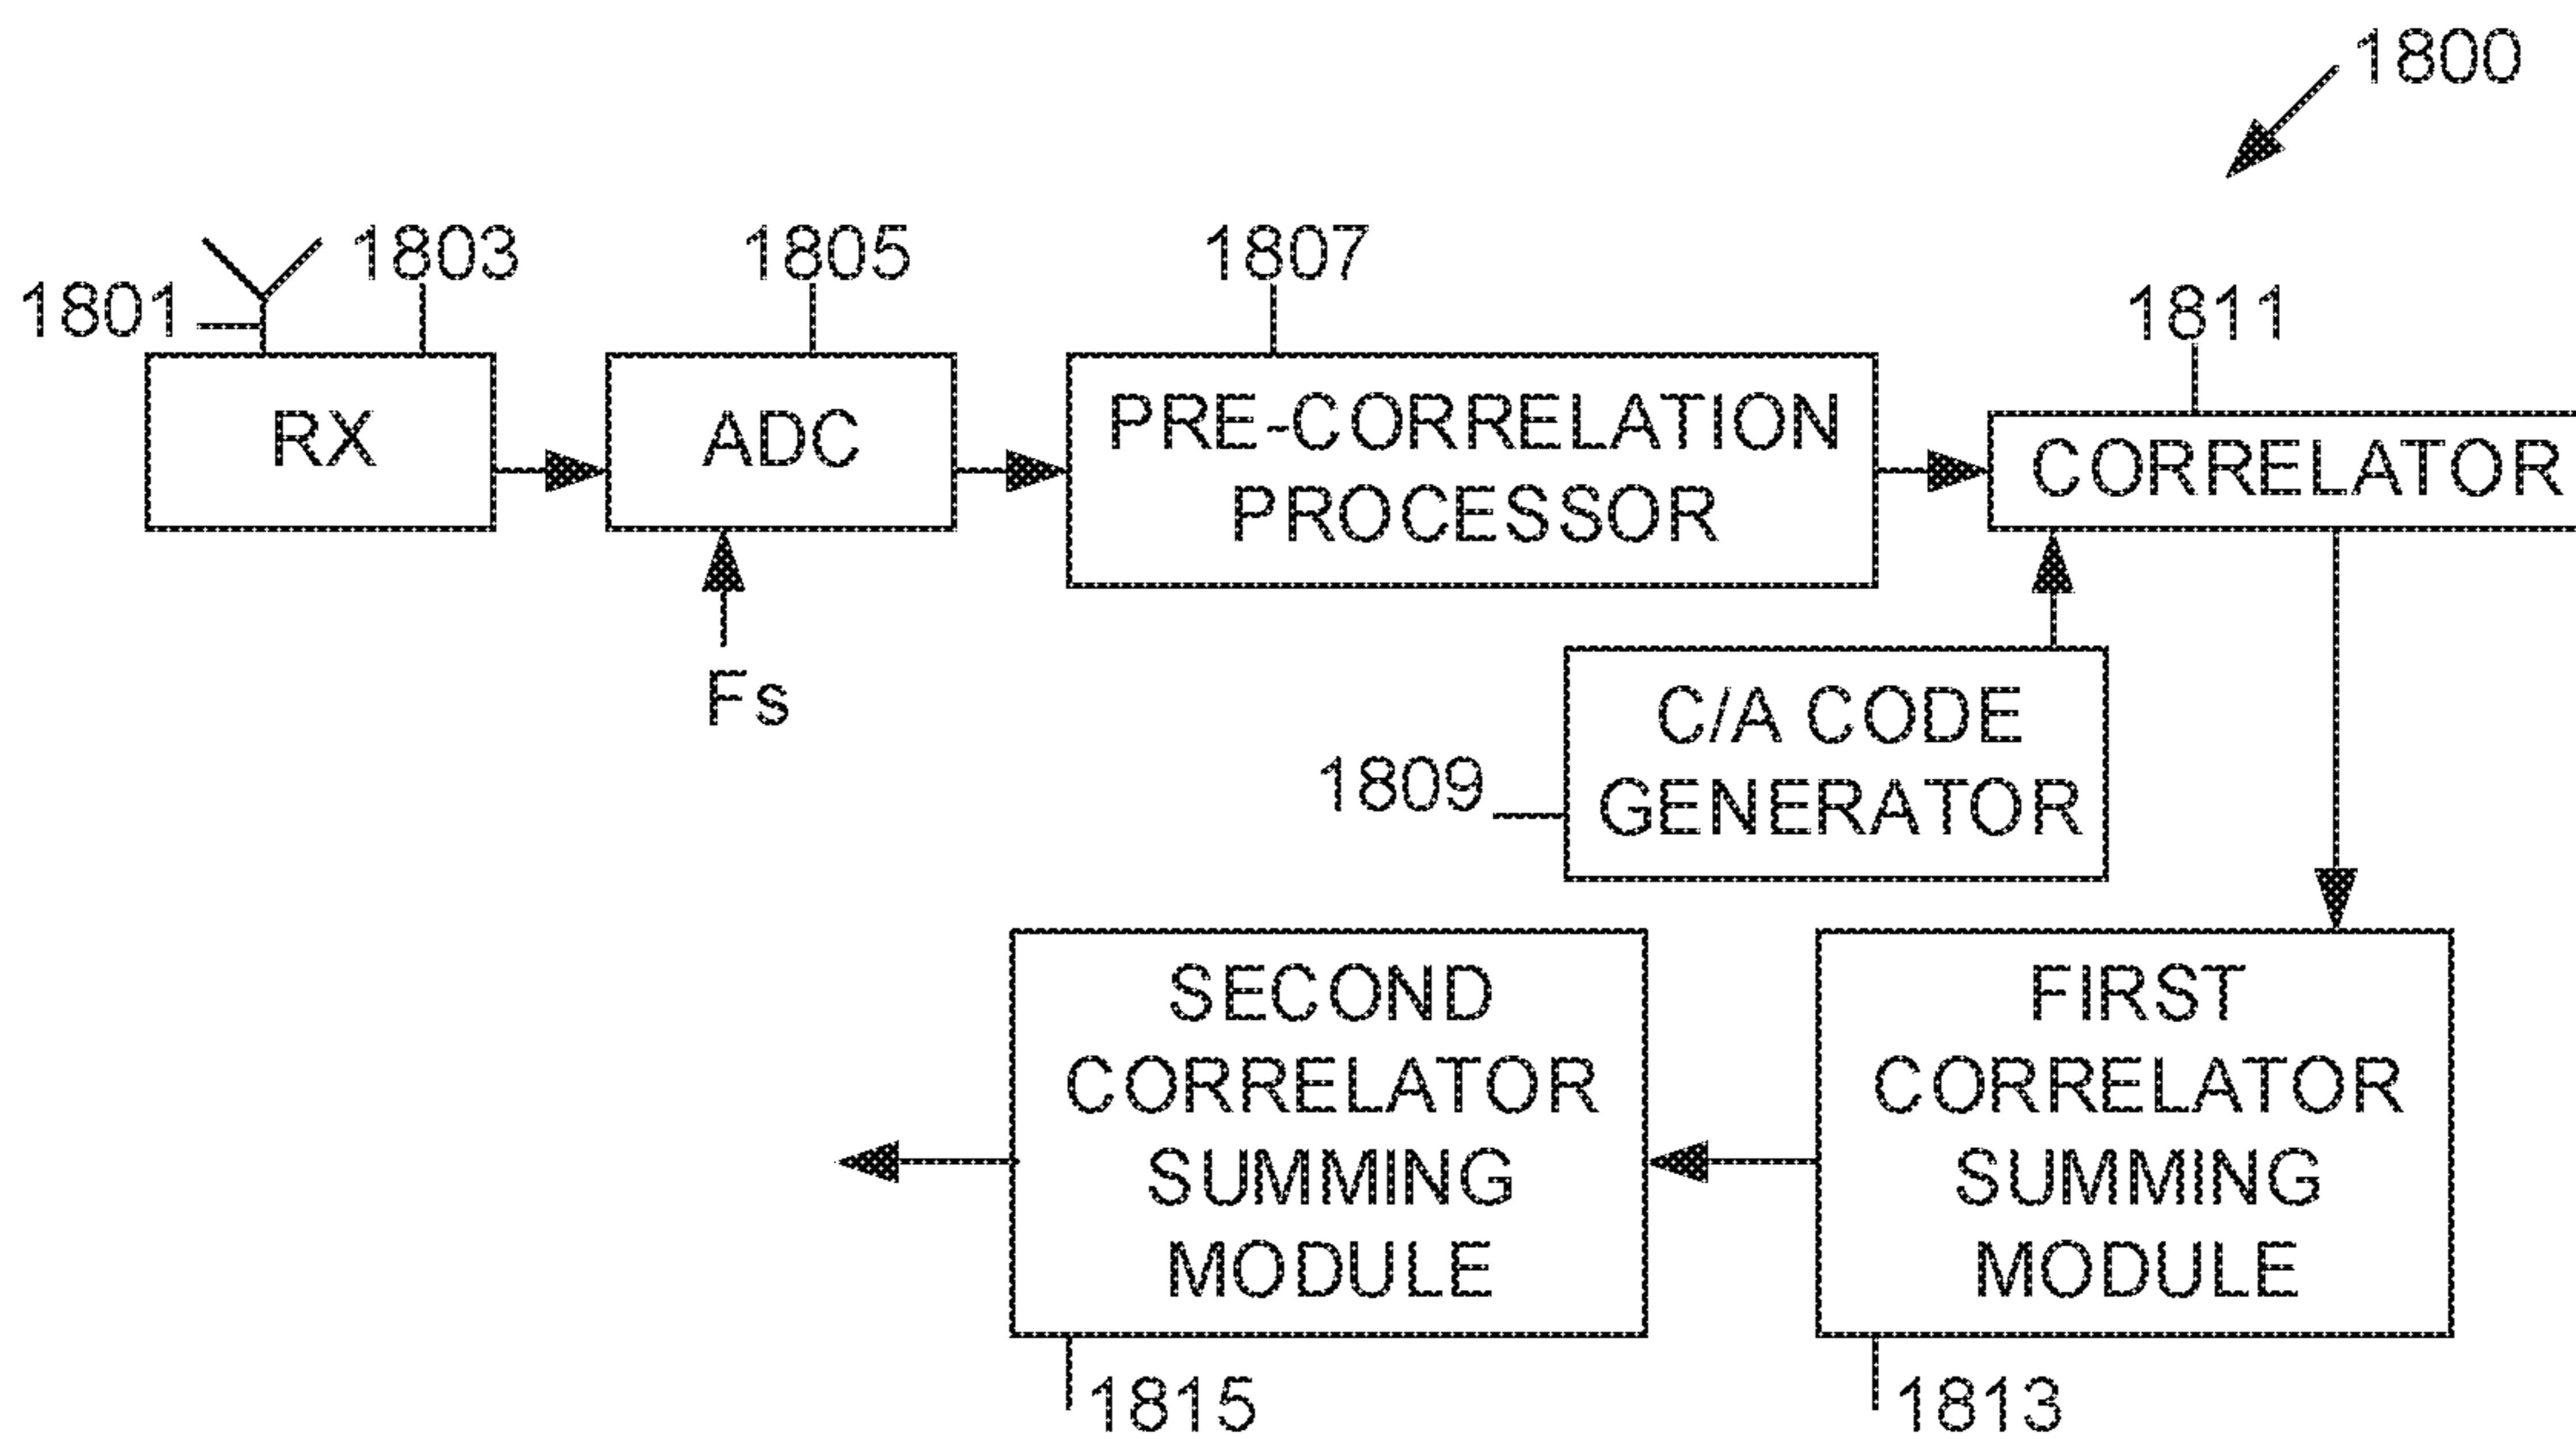 1800
1801
1803
1805
1807
1811
RX
ADC
PRE-CORRELATION
PROCESSOR
CORRELATOR
Fs
C/A CODE
GENERATOR
1809
SECOND
CORRELATOR
SUMMING
MODULE
FIRST
CORRELATOR
SUMMING
MODULE
1815
1813